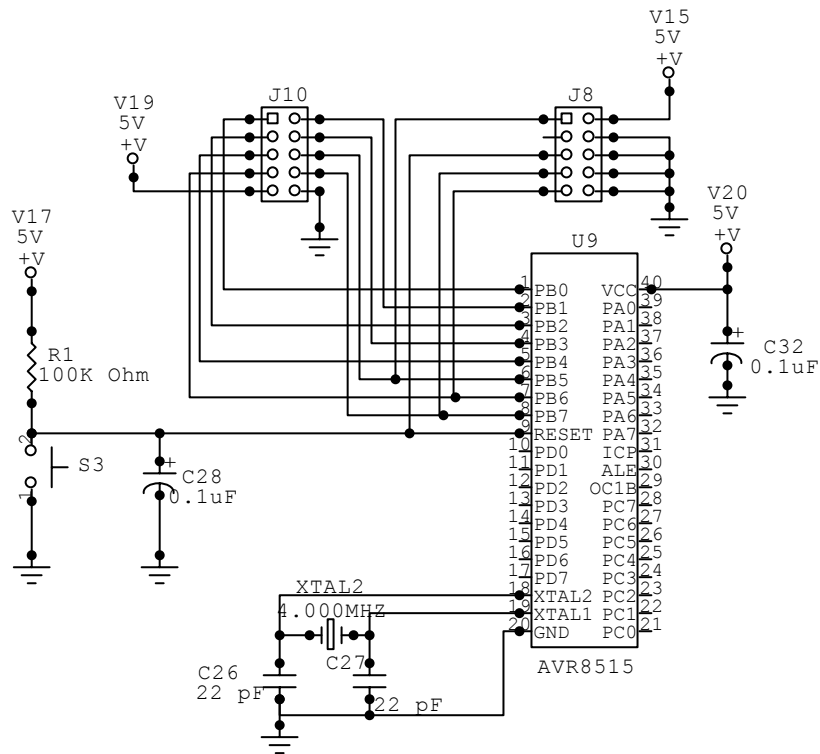 V15
5V
+V
J10
J8
V19
5V
+V
V20
5V
+V
V17
5V
+V
U9
1 PB0 VCC 40
2 PB1 PA0 39
3 PB2 PA1 38
4 PB3 PA2 37
5 PB4 PA3 36
6 PB5 PA4 35
7 PB6 PA5 34
8 PB7 PA6 33
9 RESET PA7 32
10 PD0 ICP 31
11 PD1 ALE 30
12 PD2 OC1B 29
13 PD3 PC7 28
14 PD4 PC6 27
15 PD5 PC5 26
16 PD6 PC4 25
17 PD7 PC3 24
18 XTAL2 PC2 23
19 XTAL1 PC1 22
20 GND PC0 21
AVR8515
C32
+
0.1uF
R1
100K Ohm
2
S3
1
+
C28
0.1uF
XTAL2
4.000MHZ
C26
22 pF
C27
22 pF